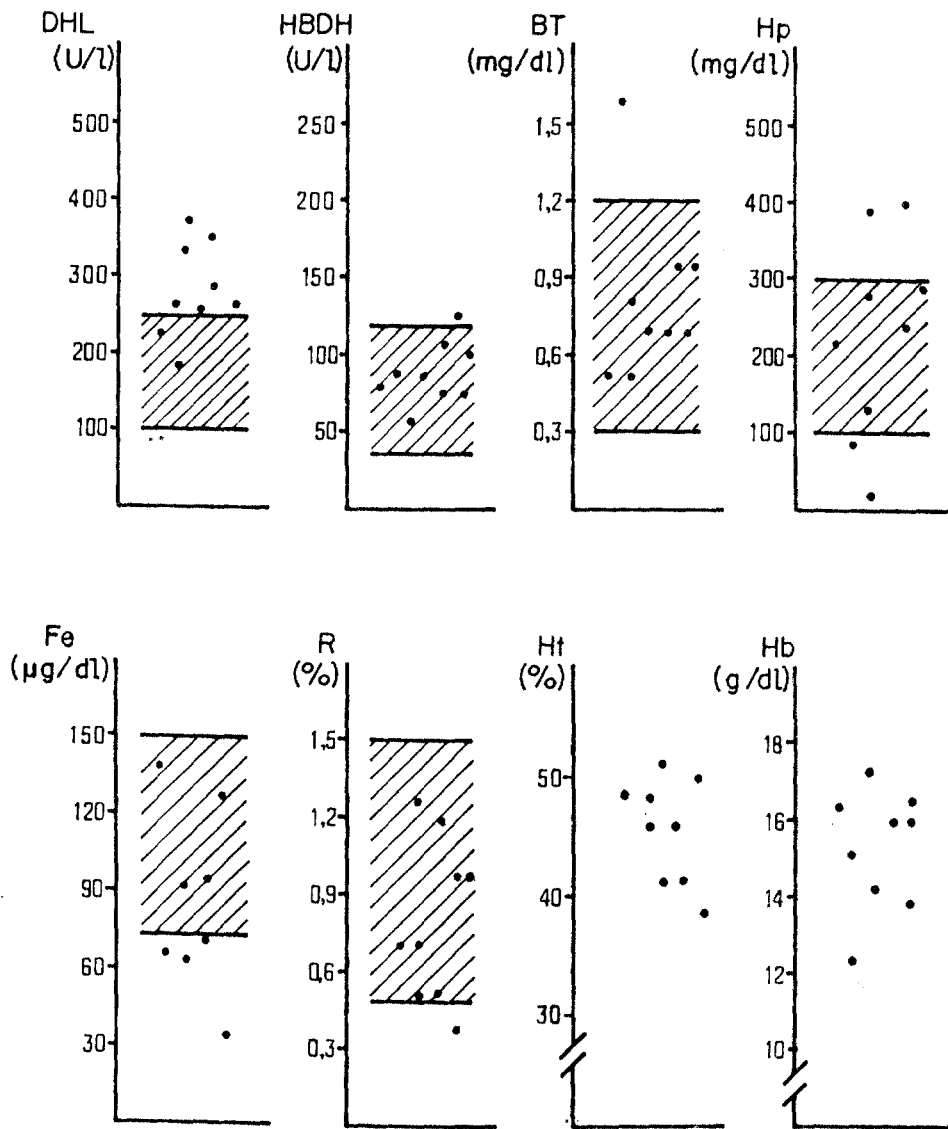 DHL HBDH BT Hp
(U/l) (U/l) (mg/dl) (mg/dl)
500 250 1,5 500
400 200 1,2 400
300 150 0,9 300
200 100 0,6 200
100 50 0,3 100
Fe R Ht Hb
(µg/dl) (%) (%) (g/dl)
150 1,5 50 18
120 1,2 40 16
90 0,9 30 14
60 0,6 12
30 0,3 10